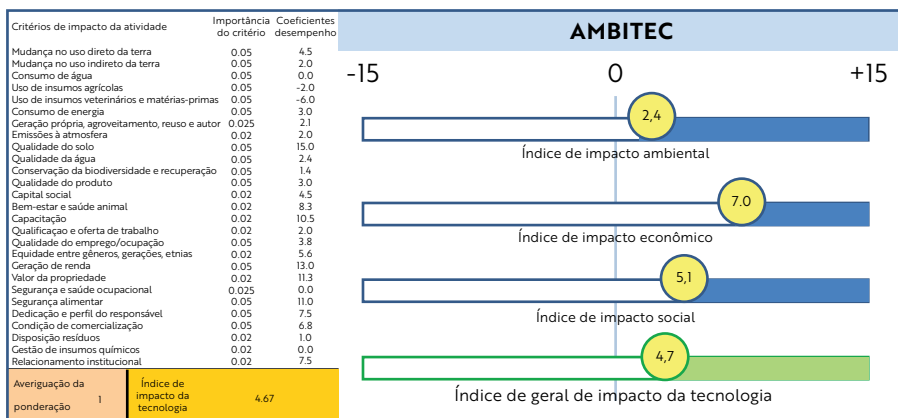 Critérios de impacto da atividade Importância do critério Coeficientes desempenho
Mudança no uso direto da terra 0.05 4.5
Mudança no uso indireto da terra 0.05 2.0
Consumo de água 0.05 0.0
Uso de insumos agrícolas 0.05 -2.0
Uso de insumos veterinários e matérias-primas 0.05 -6.0
Consumo de energia 0.05 3.0
Geração própria, agroveitamento, reuso e autor 0.025 2.1
Emissões à atmosfera 0.02 2.0
Qualidade do solo 0.05 15.0
Qualidade da água 0.05 2.4
Conservação da biodiversidade e recuperação 0.05 1.4
Qualidade do produto 0.05 3.0
Capital social 0.02 4.5
Bem-estar e saúde animal 0.02 8.3
Capacitação 0.02 10.5
Qualificaçao e oferta de trabalho 0.02 2.0
Qualidade do emprego/ocupação 0.05 3.8
Equidade entre gêneros, gerações, etnias 0.02 5.6
Geração de renda 0.05 13.0
Valor da propriedade 0.02 11.3
Segurança e saúde ocupacional 0.025 0.0
Segurança alimentar 0.05 11.0
Dedicação e perfil do responsável 0.05 7.5
Condição de comercialização 0.05 6.8
Disposição resíduos 0.02 1.0
Gestão de insumos químicos 0.02 0.0
Relacionamento institucional 0.02 7.5
Averiguação da ponderação 1
Índice de impacto da tecnologia 4.67
AMBITEC
-15 0 +15
2,4
Índice de impacto ambiental
7.0
Índice de impacto econômico
5,1
Índice de impacto social
4,7
Índice de geral de impacto da tecnologia